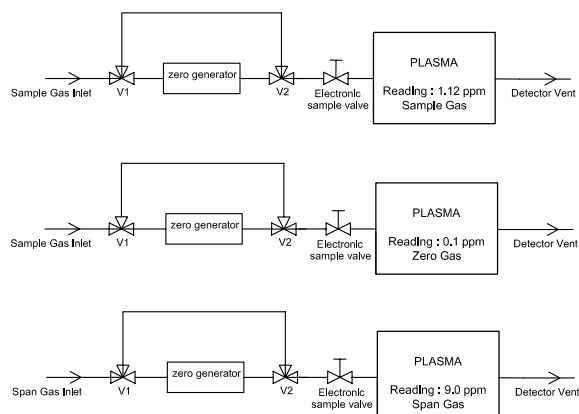 zero generator
PLASMA
Reading : 1.12 ppm
Sample Gas
Sample Gas Inlet
V1
V2
Electronic
sample valve
Detector Vent
zero generator
PLASMA
Reading : 0.1 ppm
Zero Gas
Sample Gas Inlet
V1
V2
Electronic
sample valve
Detector Vent
zero generator
PLASMA
Reading : 9.0 ppm
Span Gas
Span Gas Inlet
V1
V2
Electronic
sample valve
Detector Vent